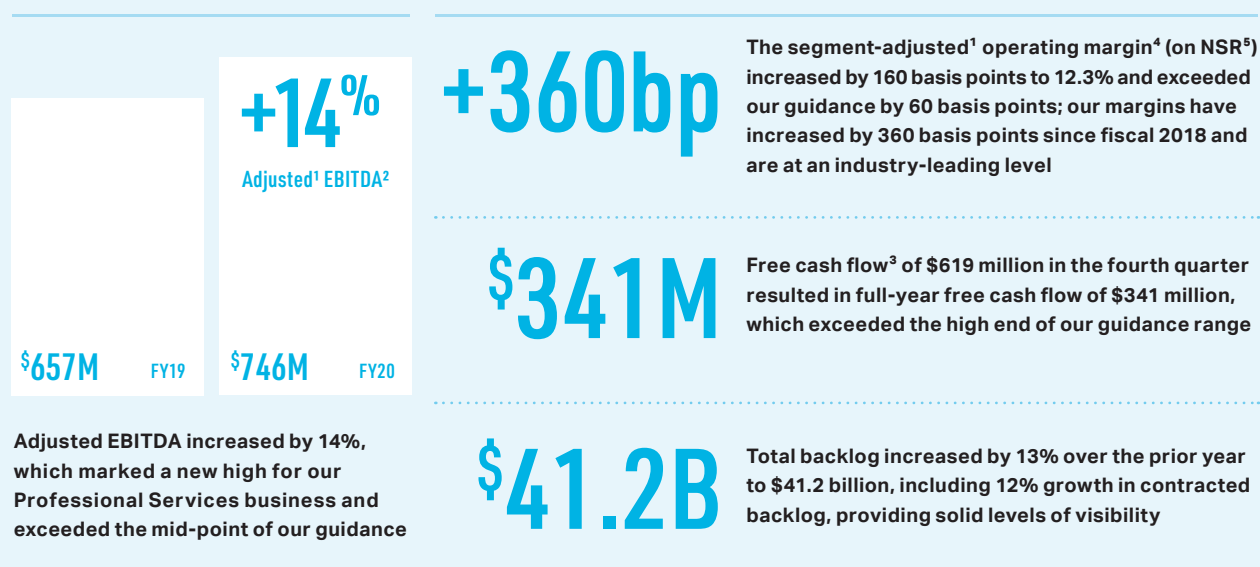 +14%
Adjusted¹ EBITDA²
$657M FY19
$746M FY20
Adjusted EBITDA increased by 14%,
which marked a new high for our
Professional Services business and
exceeded the mid-point of our guidance
+360bp
The segment-adjusted¹ operating margin⁴ (on NSR⁵)
increased by 160 basis points to 12.3% and exceeded
our guidance by 60 basis points; our margins have
increased by 360 basis points since fiscal 2018 and
are at an industry-leading level
$341M
Free cash flow³ of $619 million in the fourth quarter
resulted in full-year free cash flow of $341 million,
which exceeded the high end of our guidance range
$41.2B
Total backlog increased by 13% over the prior year
to $41.2 billion, including 12% growth in contracted
backlog, providing solid levels of visibility